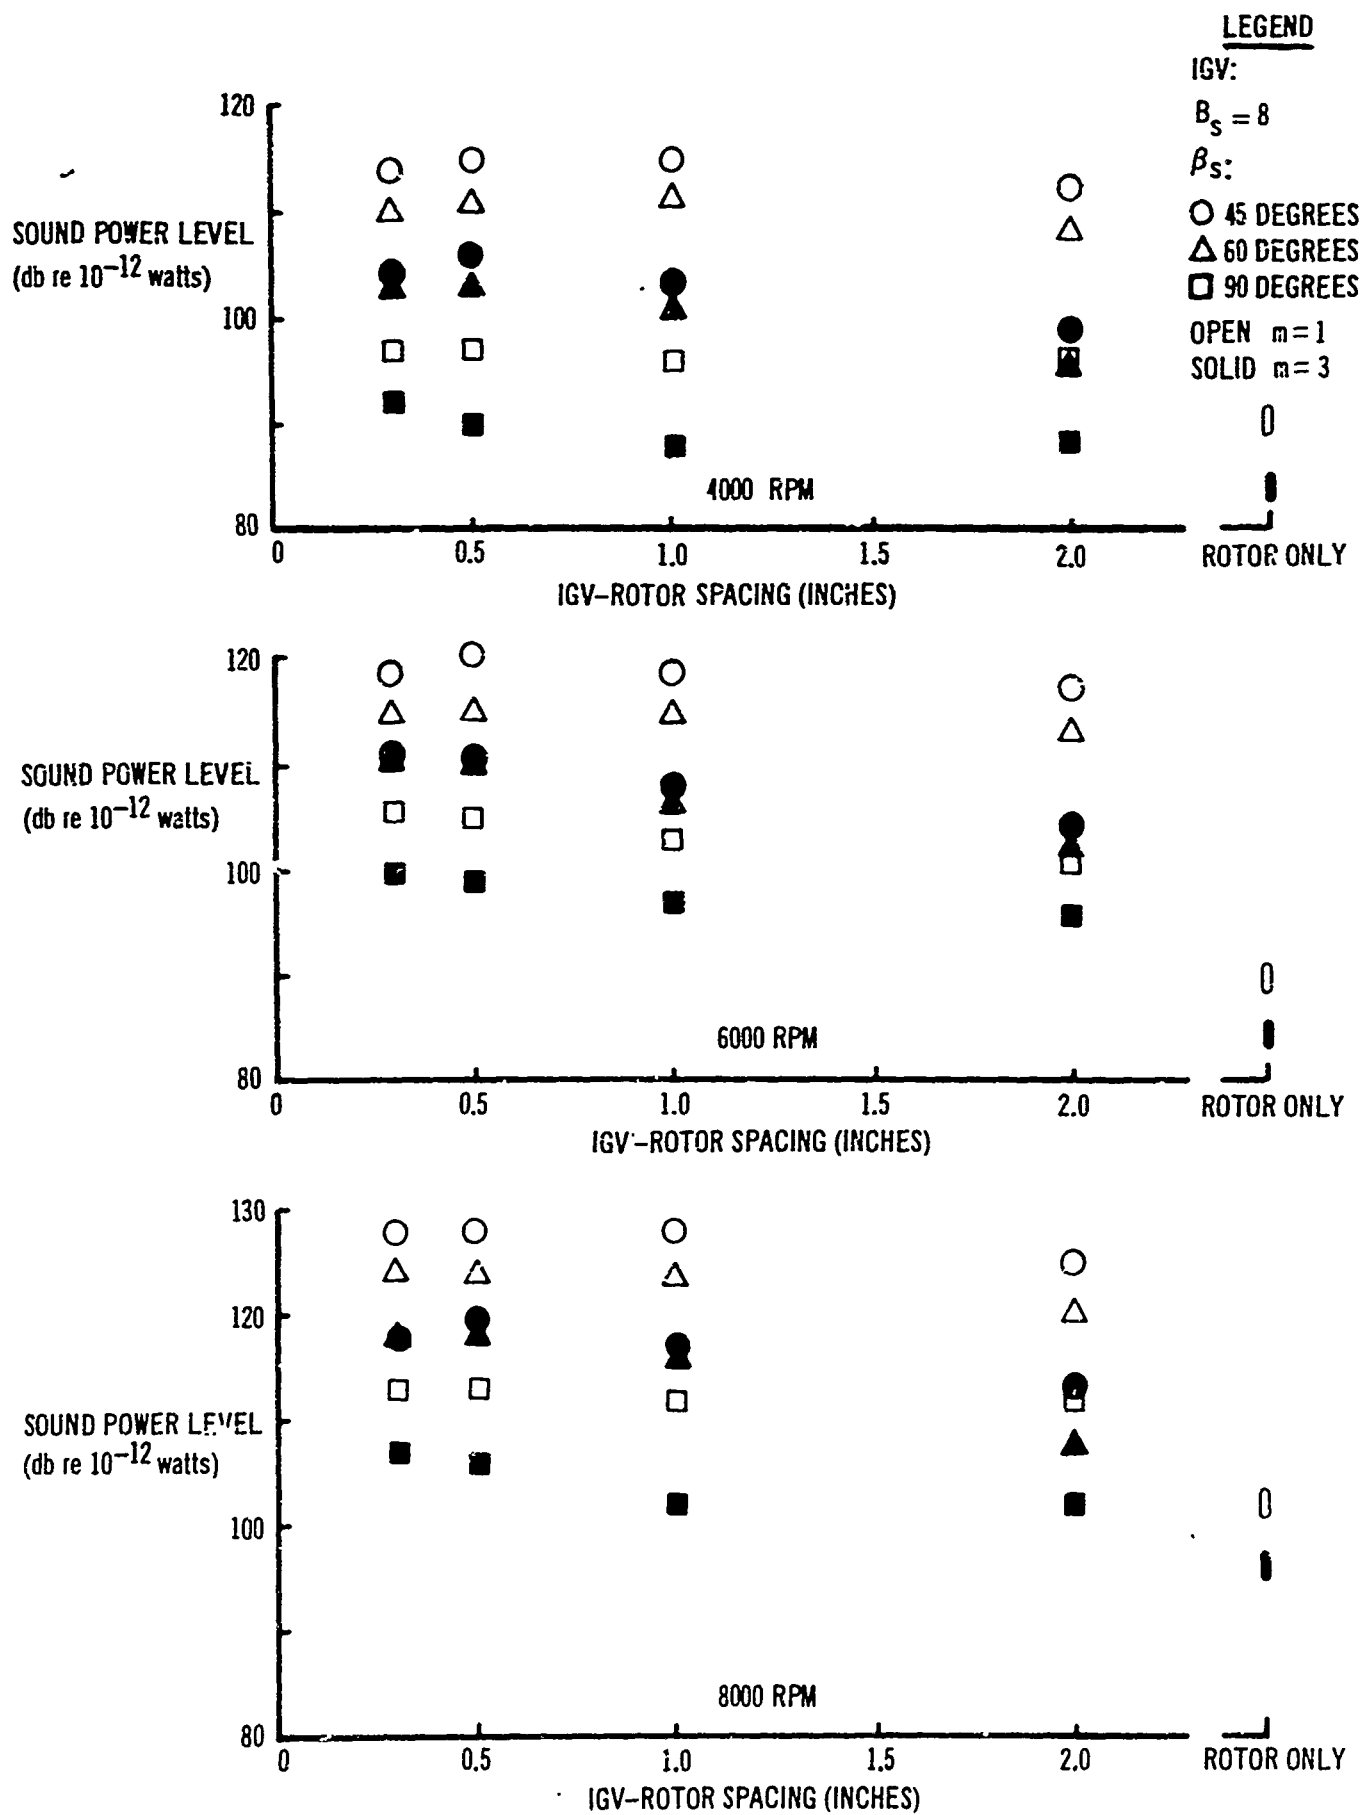 LEGEND
IGV:
Bs = 8
βs:
45 DEGREES
60 DEGREES
90 DEGREES
OPEN m = 1
SOLID m = 3
120
SOUND POWER LEVEL
(db re 10−12 watts)
100
80
4000 RPM
0 0.5 1.0 1.5 2.0 ROTOR ONLY
IGV–ROTOR SPACING (INCHES)
120
SOUND POWER LEVEL
(db re 10−12 watts)
100
6000 RPM
80
0 0.5 1.0 1.5 2.0 ROTOR ONLY
IGV–ROTOR SPACING (INCHES)
130
120
SOUND POWER LEVEL
(db re 10−12 watts)
100
8000 RPM
80
0 0.5 1.0 1.5 2.0 ROTOR ONLY
IGV–ROTOR SPACING (INCHES)